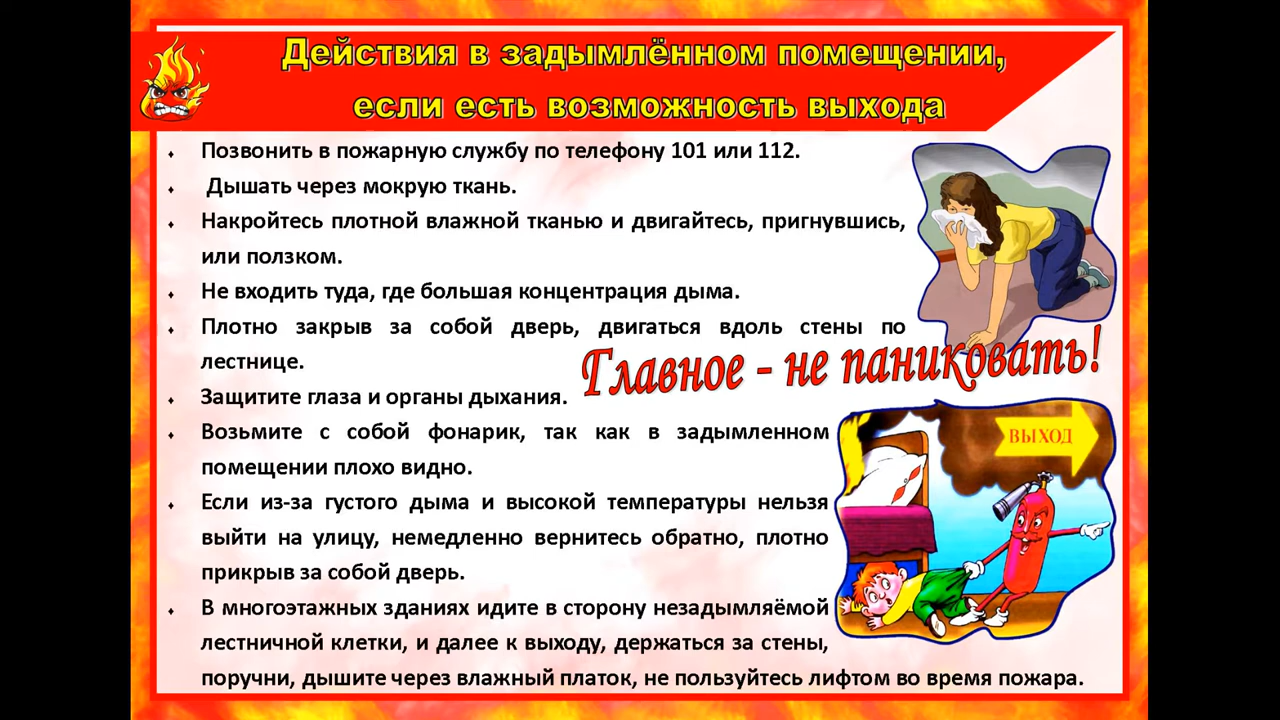 Действия в задымлённом помещении,
если есть возможность выхода
Позвонить в пожарную службу по телефону 101 или 112.
Дышать через мокрую ткань.
Накройтесь плотной влажной тканью и двигайтесь, пригнувшись,
или ползком.
Не входить туда, где большая концентрация дыма.
Плотно закрыв за собой дверь, двигаться вдоль стены по
лестнице.
Главное - не паниковать!
Защитите глаза и органы дыхания.
Возьмите с собой фонарик, так как в задымленном
помещении плохо видно.
ВЫХОД
Если из-за густого дыма и высокой температуры нельзя
выйти на улицу, немедленно вернитесь обратно, плотно
прикрыв за собой дверь.
В многоэтажных зданиях идите в сторону незадымляёмой
лестничной клетки, и далее к выходу, держаться за стены,
поручни, дышите через влажный платок, не пользуйтесь лифтом во время пожара.